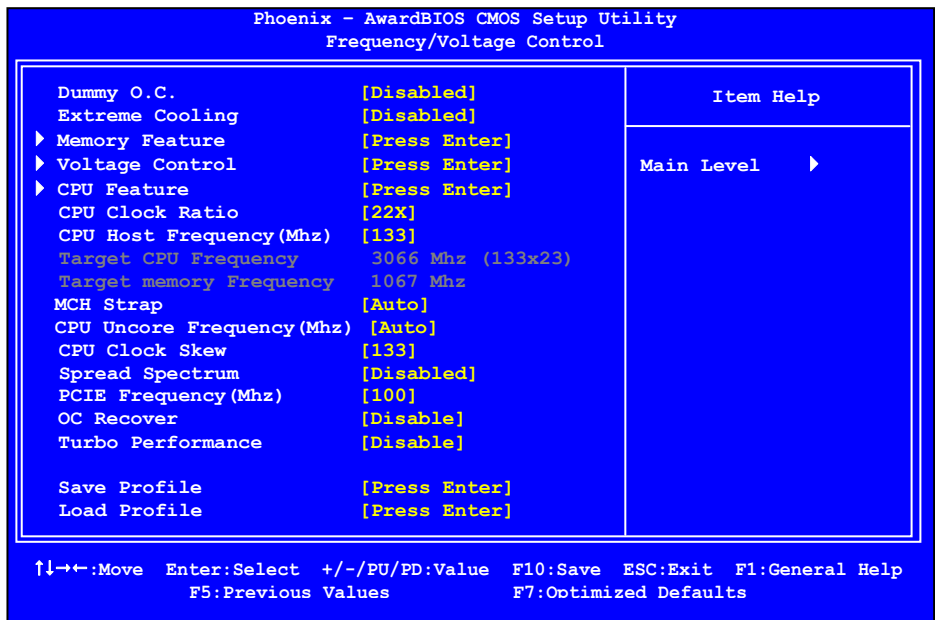 Phoenix – AwardBIOS CMOS Setup Utility
Frequency/Voltage Control
Dummy O.C. [Disabled]
Extreme Cooling [Disabled]
Memory Feature [Press Enter]
Voltage Control [Press Enter]
CPU Feature [Press Enter]
CPU Clock Ratio [22X]
CPU Host Frequency(Mhz) [133]
Target CPU Frequency 3066 Mhz (133x23)
Target memory Frequency 1067 Mhz
MCH Strap [Auto]
CPU Uncore Frequency(Mhz) [Auto]
CPU Clock Skew [133]
Spread Spectrum [Disabled]
PCIE Frequency(Mhz) [100]
OC Recover [Disable]
Turbo Performance [Disable]
Save Profile [Press Enter]
Load Profile [Press Enter]
Item Help
Main Level
↑↓→←:Move Enter:Select +/-/PU/PD:Value F10:Save ESC:Exit F1:General Help
F5:Previous Values F7:Optimized Defaults